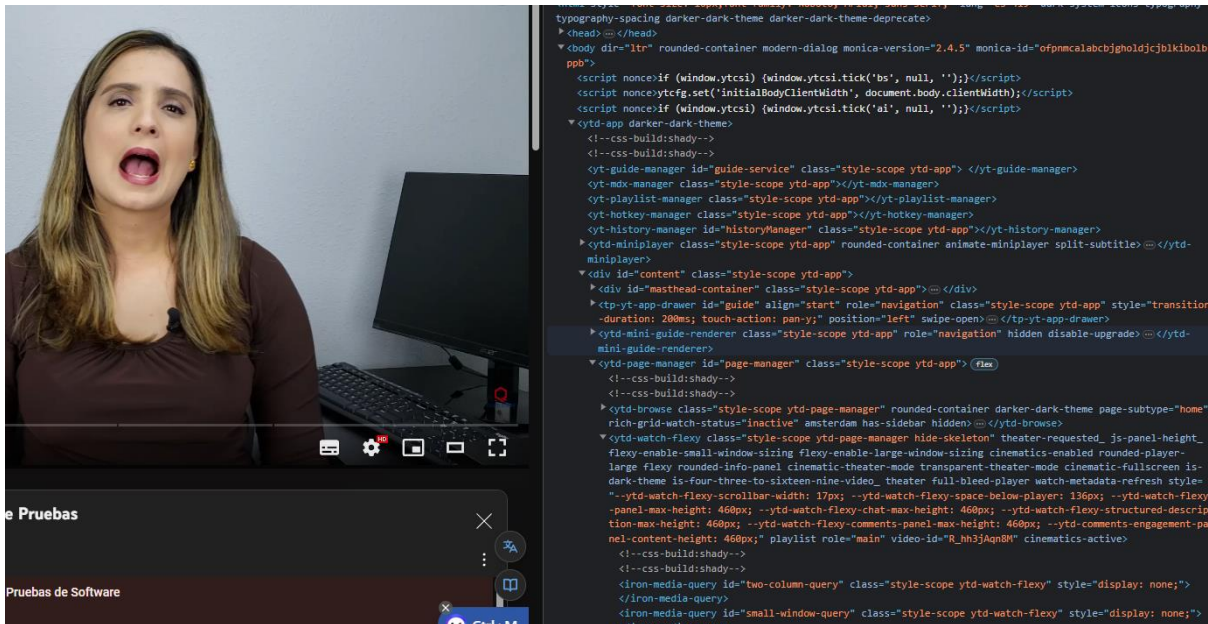 HD
e Pruebas
Pruebas de Software
Ctrl+M
typography-spacing darker-dark-theme darker-dark-theme-deprecate>
<head> </head>
<body dir="ltr" rounded-container modern-dialog monica-version="2.4.5" monica-id="ofpnmcalabcbjgholdjcjblkibolb
ppb">
<script nonce>if (window.ytcsi) {window.ytcsi.tick('bs', null, '');}</script>
<script nonce>ytcfg.set('initialBodyClientWidth', document.body.clientWidth);</script>
<script nonce>if (window.ytcsi) {window.ytcsi.tick('ai', null, '');}</script>
<ytd-app darker-dark-theme>
<!--css-build:shady-->
<!--css-build:shady-->
<yt-guide-manager id="guide-service" class="style-scope ytd-app"> </yt-guide-manager>
<yt-mdx-manager class="style-scope ytd-app"></yt-mdx-manager>
<yt-playlist-manager class="style-scope ytd-app"></yt-playlist-manager>
<yt-hotkey-manager class="style-scope ytd-app"></yt-hotkey-manager>
<yt-history-manager id="historyManager" class="style-scope ytd-app"></yt-history-manager>
<ytd-miniplayer class="style-scope ytd-app" rounded-container animate-miniplayer split-subtitle> </ytd-
miniplayer>
<div id="content" class="style-scope ytd-app">
<div id="masthead-container" class="style-scope ytd-app"> </div>
<tp-yt-app-drawer id="guide" align="start" role="navigation" class="style-scope ytd-app" style="transition
-duration: 200ms; touch-action: pan-y;" position="left" swipe-open> </tp-yt-app-drawer>
<ytd-mini-guide-renderer class="style-scope ytd-app" role="navigation" hidden disable-upgrade> </ytd-
mini-guide-renderer>
<ytd-page-manager id="page-manager" class="style-scope ytd-app"> flex
<!--css-build:shady-->
<!--css-build:shady-->
<ytd-browse class="style-scope ytd-page-manager" rounded-container darker-dark-theme page-subtype="home"
rich-grid-watch-status="inactive" amsterdam has-sidebar hidden> </ytd-browse>
<ytd-watch-flexy class="style-scope ytd-page-manager hide-skeleton" theater-requested_ js-panel-height_
flexy-enable-small-window-sizing flexy-enable-large-window-sizing cinematics-enabled rounded-player-
large flexy rounded-info-panel cinematic-theater-mode transparent-theater-mode cinematic-fullscreen is-
dark-theme is-four-three-to-sixteen-nine-video_ theater full-bleed-player watch-metadata-refresh style=
"--ytd-watch-flexy-scrollbar-width: 17px; --ytd-watch-flexy-space-below-player: 136px; --ytd-watch-flexy
-panel-max-height: 460px; --ytd-watch-flexy-chat-max-height: 460px; --ytd-watch-flexy-structured-descrip
tion-max-height: 460px; --ytd-watch-flexy-comments-panel-max-height: 460px; --ytd-comments-engagement-pa
nel-content-height: 460px;" playlist role="main" video-id="R_hh3jAqn8M" cinematics-active>
<!--css-build:shady-->
<!--css-build:shady-->
<iron-media-query id="two-column-query" class="style-scope ytd-watch-flexy" style="display: none;">
</iron-media-query>
<iron-media-query id="small-window-query" class="style-scope ytd-watch-flexy" style="display: none;">